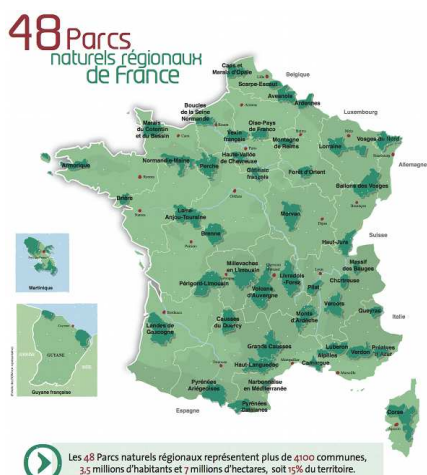 48 Parcs
naturels régionaux
de France
Caps et
Marais d'Opale
Belgique
Scarpe-Escaut
Avesnois
Ardennes
Luxembourg
Boucles
de la Seine
Normande
Marais
du Cotentin
et du Bessin
Oise-Pays
de France
Vexin
français
Montagne
de Reims
Lorraine
Vosges du Nord
Allemagne
Armorique
Normandie-Maine
Perche
Haute-Vallée
de Chevreuse
Gâtinais
français
Forêt d'Orient
Ballons des Vosges
Brière
Loire-
Anjou-Touraine
Brenne
Morvan
Haut-Jura
Suisse
Martinique
Millevaches
en Limousin
Périgord-Limousin
Volcans
d'Auvergne
Livradois
-Forez
Pilat
Massif
des Bauges
Chartreuse
Vercors
Queyras
Italie
Landes de
Gascogne
Causses
du Quercy
Monts
d'Ardèche
GUYANE
Guyane française
Grands Causses
Haut-Languedoc
Luberon
Verdon
Préalpes
d'Azur
Alpilles
Camargue
Pyrénées
Ariégeoises
Narbonnaise
en Méditerranée
Espagne
Pyrénées
Catalanes
Corse
Les 48 Parcs naturels régionaux représentent plus de 4100 communes,
3,5 millions d'habitants et 7 millions d'hectares, soit 15% du territoire.